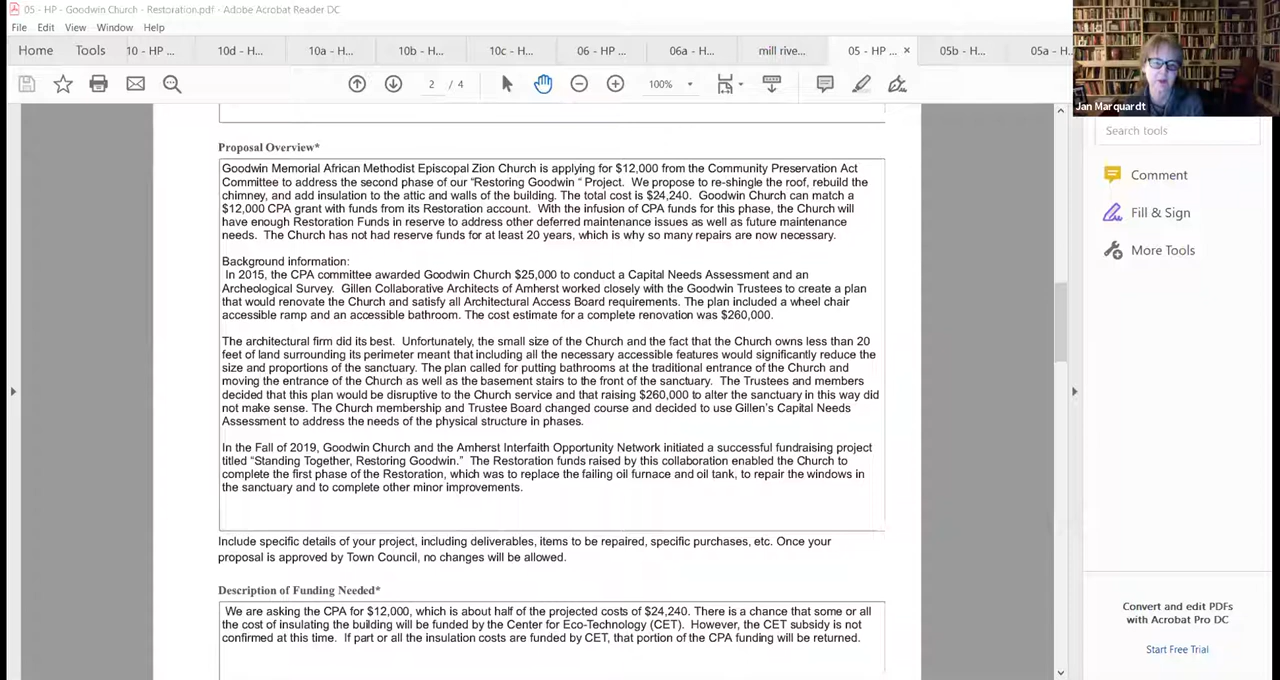 05 - HP - Goodwin Church - Restoration.pdf - Adobe Acrobat Reader DC
File Edit View Window Help
Home Tools 10 - HP ... 10d - H... 10a - H... 10b - H... 10c - H... 06 - HP ... 06a - H... mill rive... 05 - HP ... × 05b - H... 05a - H...
2 / 4 100%
Jan Marquardt
Search tools
Comment
Fill & Sign
More Tools
Proposal Overview*
Goodwin Memorial African Methodist Episcopal Zion Church is applying for $12,000 from the Community Preservation Act
Committee to address the second phase of our "Restoring Goodwin " Project. We propose to re-shingle the roof, rebuild the
chimney, and add insulation to the attic and walls of the building. The total cost is $24,240. Goodwin Church can match a
$12,000 CPA grant with funds from its Restoration account. With the infusion of CPA funds for this phase, the Church will
have enough Restoration Funds in reserve to address other deferred maintenance issues as well as future maintenance
needs. The Church has not had reserve funds for at least 20 years, which is why so many repairs are now necessary.
Background information:
In 2015, the CPA committee awarded Goodwin Church $25,000 to conduct a Capital Needs Assessment and an
Archeological Survey. Gillen Collaborative Architects of Amherst worked closely with the Goodwin Trustees to create a plan
that would renovate the Church and satisfy all Architectural Access Board requirements. The plan included a wheel chair
accessible ramp and an accessible bathroom. The cost estimate for a complete renovation was $260,000.
The architectural firm did its best. Unfortunately, the small size of the Church and the fact that the Church owns less than 20
feet of land surrounding its perimeter meant that including all the necessary accessible features would significantly reduce the
size and proportions of the sanctuary. The plan called for putting bathrooms at the traditional entrance of the Church and
moving the entrance of the Church as well as the basement stairs to the front of the sanctuary. The Trustees and members
decided that this plan would be disruptive to the Church service and that raising $260,000 to alter the sanctuary in this way did
not make sense. The Church membership and Trustee Board changed course and decided to use Gillen's Capital Needs
Assessment to address the needs of the physical structure in phases.
In the Fall of 2019, Goodwin Church and the Amherst Interfaith Opportunity Network initiated a successful fundraising project
titled "Standing Together, Restoring Goodwin." The Restoration funds raised by this collaboration enabled the Church to
complete the first phase of the Restoration, which was to replace the failing oil furnace and oil tank, to repair the windows in
the sanctuary and to complete other minor improvements.
Include specific details of your project, including deliverables, items to be repaired, specific purchases, etc. Once your
proposal is approved by Town Council, no changes will be allowed.
Description of Funding Needed*
We are asking the CPA for $12,000, which is about half of the projected costs of $24,240. There is a chance that some or all
the cost of insulating the building will be funded by the Center for Eco-Technology (CET). However, the CET subsidy is not
confirmed at this time. If part or all the insulation costs are funded by CET, that portion of the CPA funding will be returned.
Convert and edit PDFs
with Acrobat Pro DC
Start Free Trial